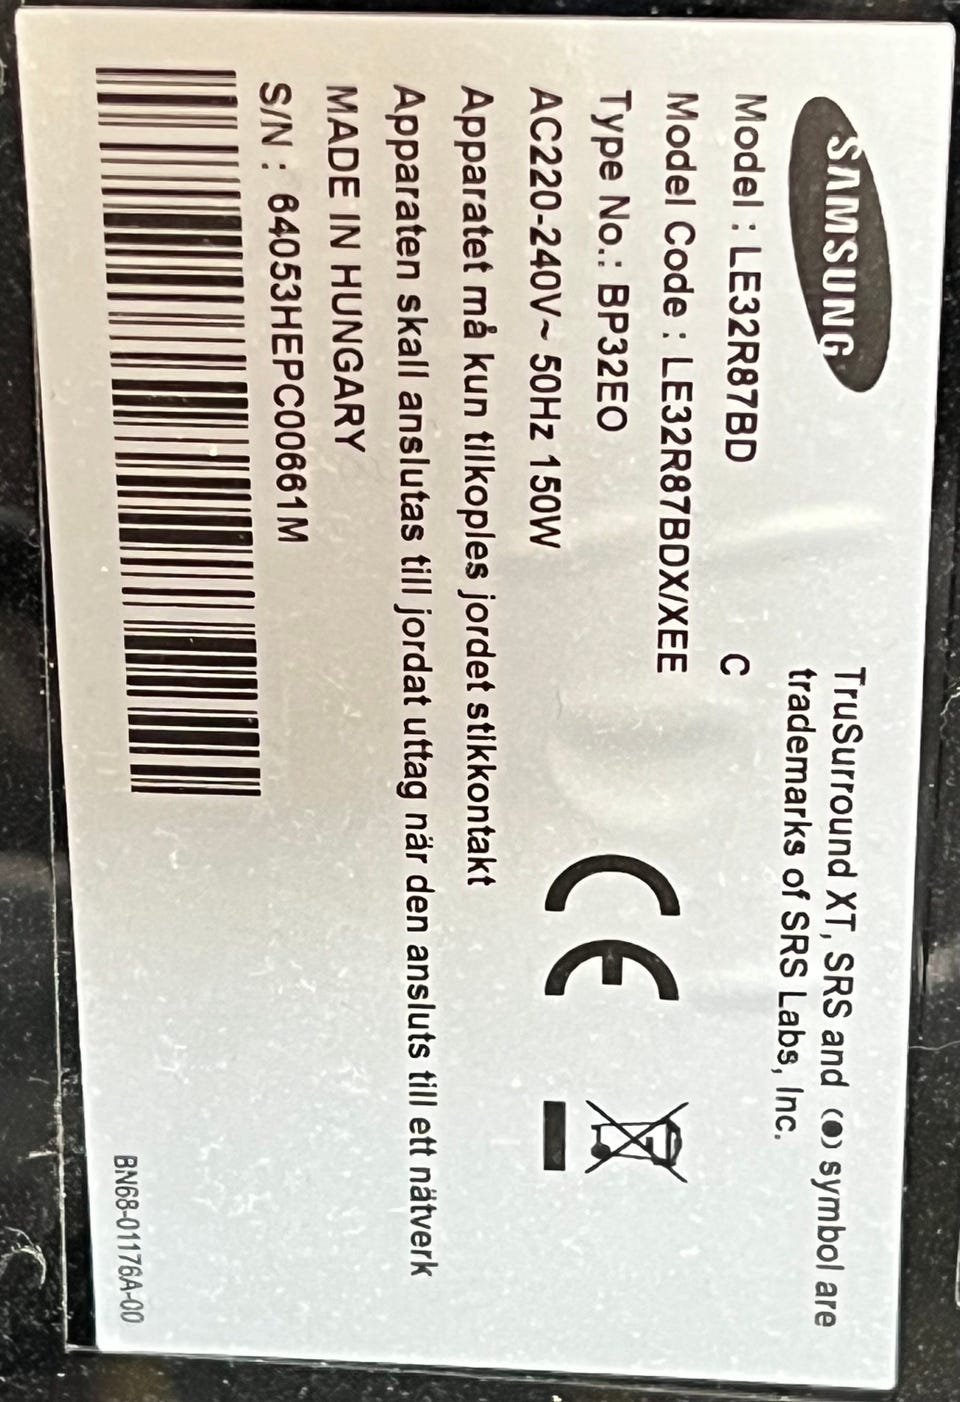 SAMSUNG
TruSurround XT, SRS and (●) symbol are
trademarks of SRS Labs, Inc.
Model : LE32R87BD C
Model Code : LE32R87BDX/XEE
Type No.: BP32EO
AC220-240V~ 50Hz 150W
CE
Apparatet må kun tilkoples jordet stikkontakt
Apparaten skall anslutas till jordat uttag när den ansluts till ett nätverk
MADE IN HUNGARY
S/N : 64053HEPC00661M
BN68-01176A-00